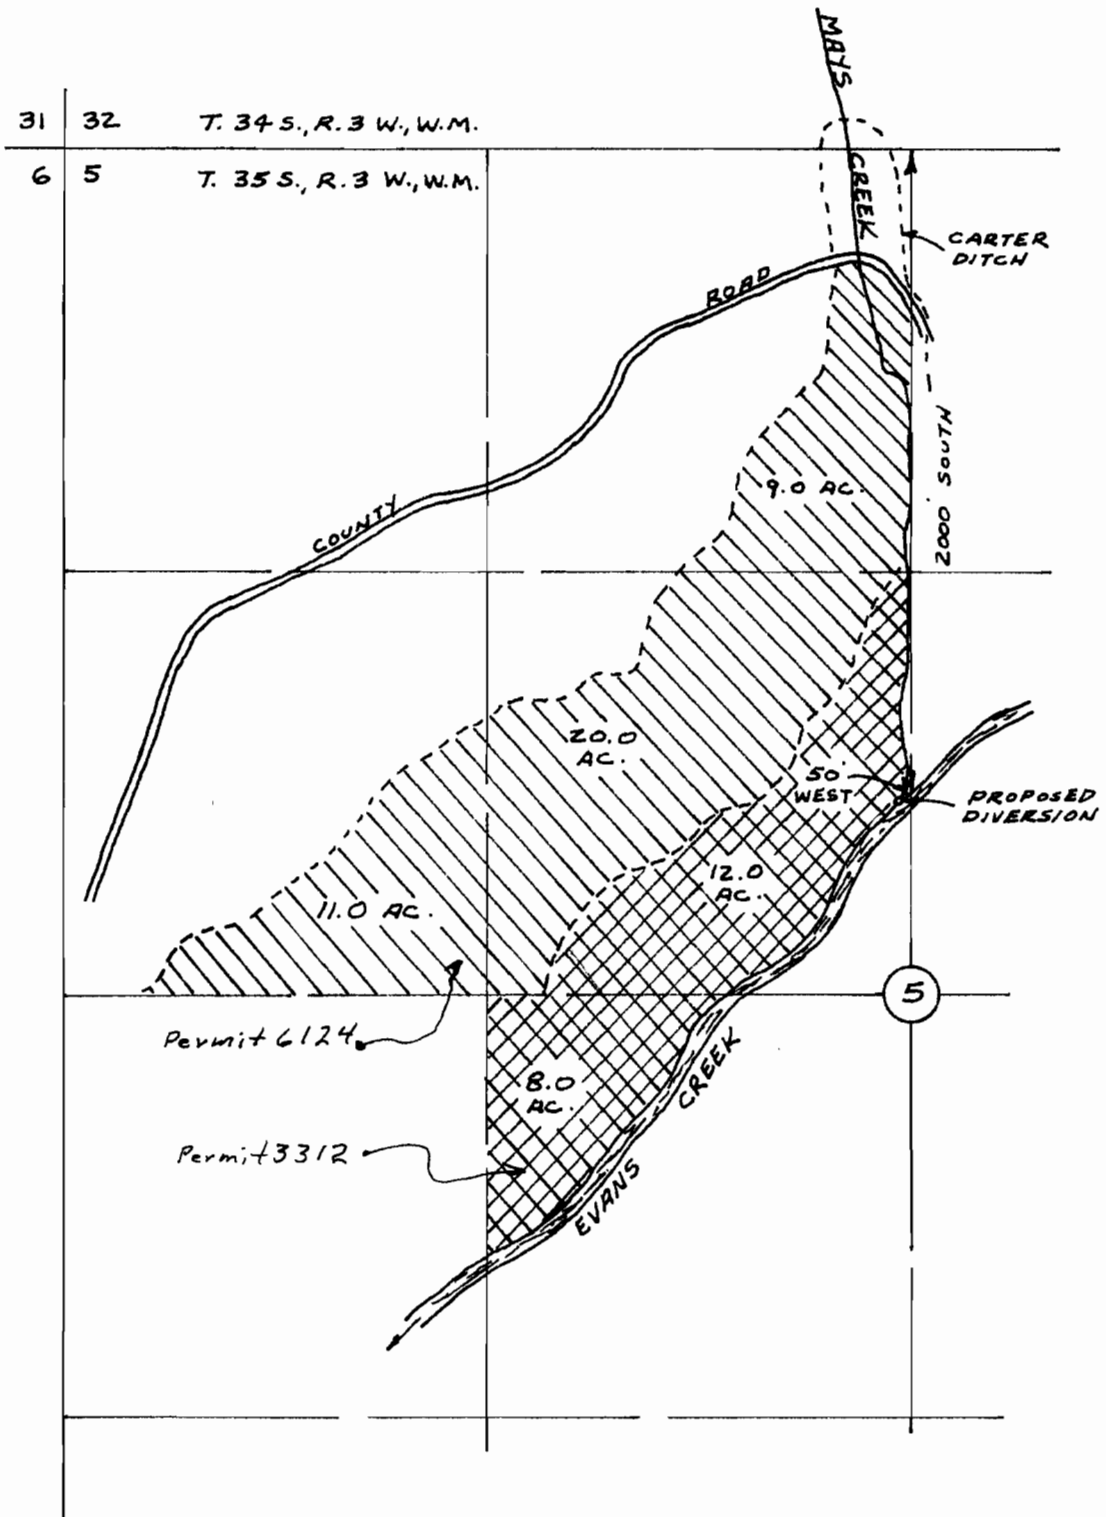 MAYS
CREEK
31 32 T. 34 S., R. 3 W., W.M.
6 5 T. 35 S., R. 3 W., W.M.
CARTER
DITCH
COUNTY ROAD
2000' SOUTH
9.0 AC.
20.0
AC.
50
WEST
PROPOSED
DIVERSION
12.0
AC.
11.0 AC.
5
Permit 6124
8.0
AC.
Permit 3312
EVANS CREEK